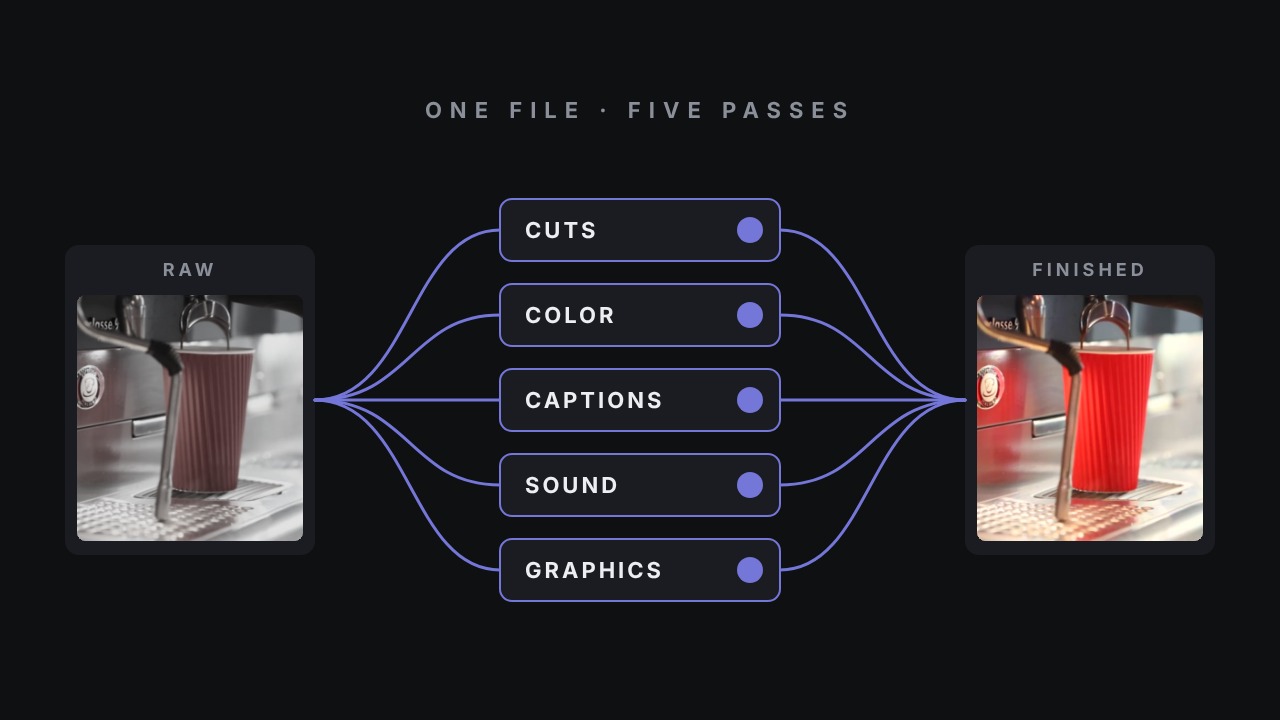 ONE FILE · FIVE PASSES
RAW
CUTS
COLOR
CAPTIONS
SOUND
GRAPHICS
FINISHED